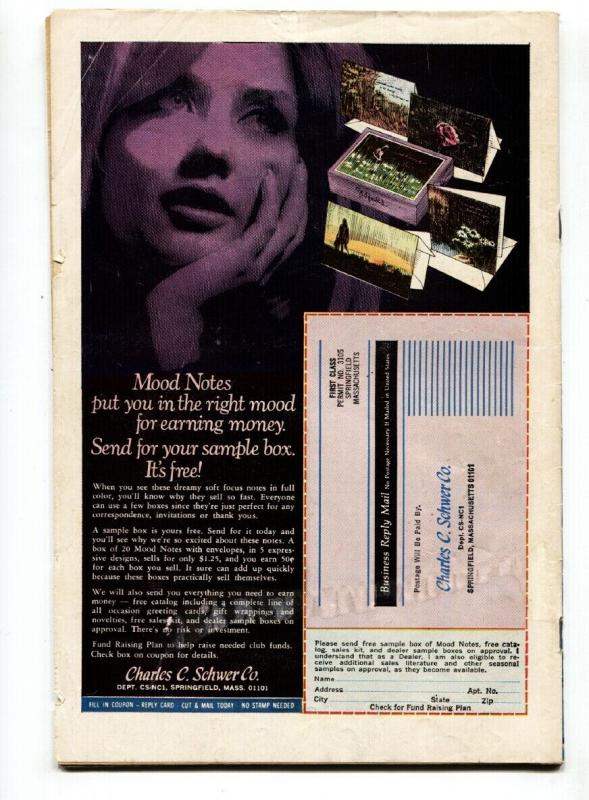 Mood Notes
put you in the right mood
for earning money.
Send for your sample box.
It's free!
When you see these dreamy soft focus notes in full
color, you'll know why they sell so fast. Everyone
can use a few boxes since they're just perfect for any
correspondence, invitations or thank yous.
A sample box is yours free. Send for it today and
you'll see why we're so excited about these notes. A
box of 20 Mood Notes with envelopes, in 5 expres-
sive designs, sells for only $1.25, and you earn 50¢
for each box you sell. It sure can add up quickly
because these boxes practically sell themselves.
We will also send you everything you need to earn
money — free catalog including a complete line of
all occasion greeting cards, gift wrappings and
novelties, free sales kit, and dealer sample boxes on
approval. There's no risk or investment.
Fund Raising Plan to help raise needed club funds.
Check box on coupon for details.
Charles C. Schwer Co.
DEPT. CS-NC1, SPRINGFIELD, MASS. 01101
FILL IN COUPON - REPLY CARD CUT & MAIL TODAY NO STAMP NEEDED
FIRST CLASS
PERMIT NO. 3105
SPRINGFIELD
MASSACHUSETTS
Business Reply Mail No Postage Necessary If Mailed in United States
Postage Will Be Paid By,
Charles C. Schwer Co.
Dept. CS-NC1
SPRINGFIELD, MASSACHUSETTS 01101
Please send free sample box of Mood Notes, free cata-
log, sales kit, and dealer sample boxes on approval. I
understand that as a Dealer, I am also eligible to re-
ceive additional sales literature and other seasonal
samples on approval, as they become available.
Name
Address Apt. No.
City State Zip
Check for Fund Raising Plan